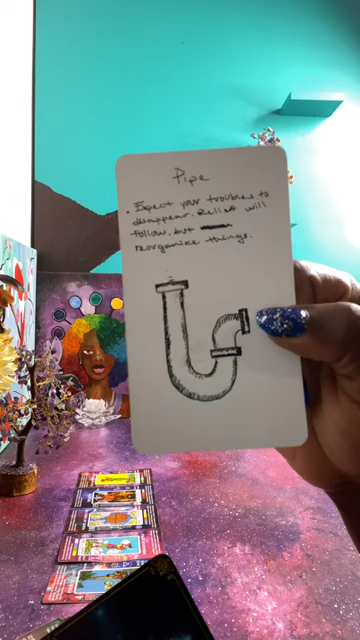 Pipe
• Expect your troubles to
disappear. Relief will
follow, but
reorganize things.